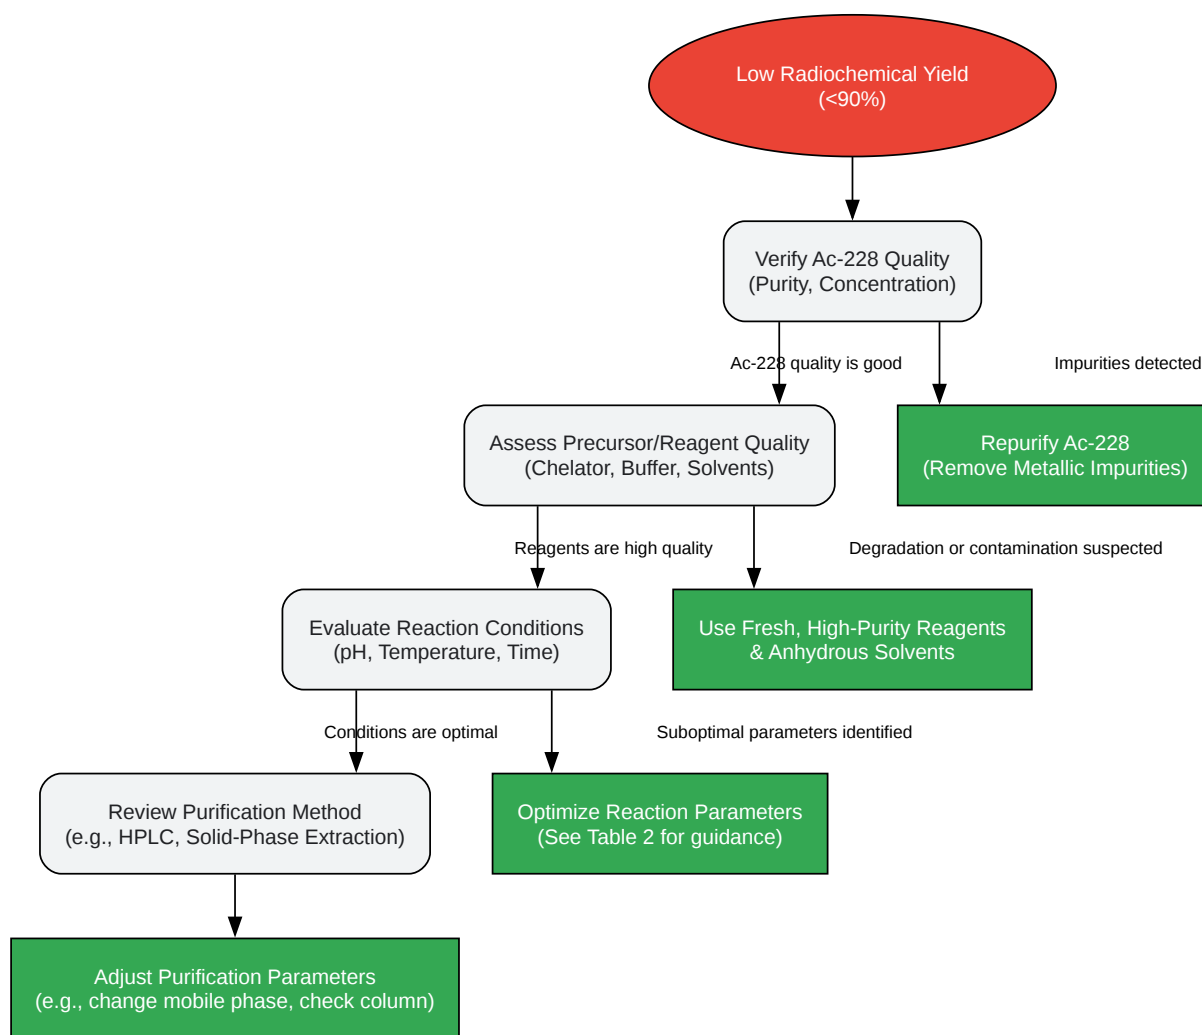 Low Radiochemical Yield
(<90%)
Verify Ac-228 Quality
(Purity, Concentration)
Ac-228 quality is good
Impurities detected
Assess Precursor/Reagent Quality
(Chelator, Buffer, Solvents)
Repurify Ac-228
(Remove Metallic Impurities)
Reagents are high quality
Degradation or contamination suspected
Evaluate Reaction Conditions
(pH, Temperature, Time)
Use Fresh, High-Purity Reagents
& Anhydrous Solvents
Conditions are optimal
Suboptimal parameters identified
Review Purification Method
(e.g., HPLC, Solid-Phase Extraction)
Optimize Reaction Parameters
(See Table 2 for guidance)
Adjust Purification Parameters
(e.g., change mobile phase, check column)